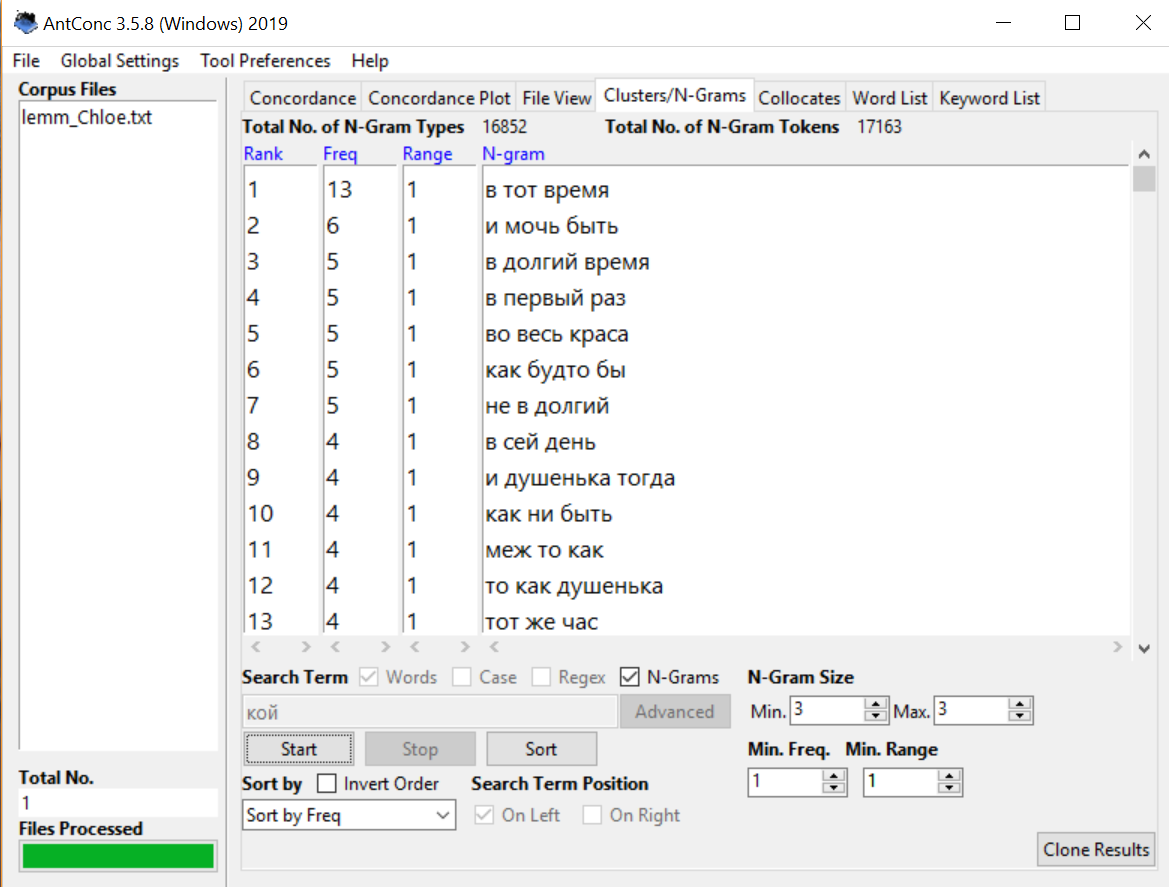 AntConc 3.5.8 (Windows) 2019
File Global Settings Tool Preferences Help
Corpus Files
lemm_Chloe.txt
Concordance Concordance Plot File View Clusters/N-Grams Collocates Word List Keyword List
Total No. of N-Gram Types 16852 Total No. of N-Gram Tokens 17163
Rank Freq Range N-gram
1 13 1 в тот время
2 6 1 и мочь быть
3 5 1 в долгий время
4 5 1 в первый раз
5 5 1 во весь краса
6 5 1 как будто бы
7 5 1 не в долгий
8 4 1 в сей день
9 4 1 и душенька тогда
10 4 1 как ни быть
11 4 1 меж то как
12 4 1 то как душенька
13 4 1 тот же час
Search Term Words Case Regex N-Grams N-Gram Size
кой Advanced Min. 3 Max. 3
Start Stop Sort Min. Freq. Min. Range
Sort by Invert Order Search Term Position 1 1
Sort by Freq On Left On Right
Total No.
1
Files Processed
Clone Results